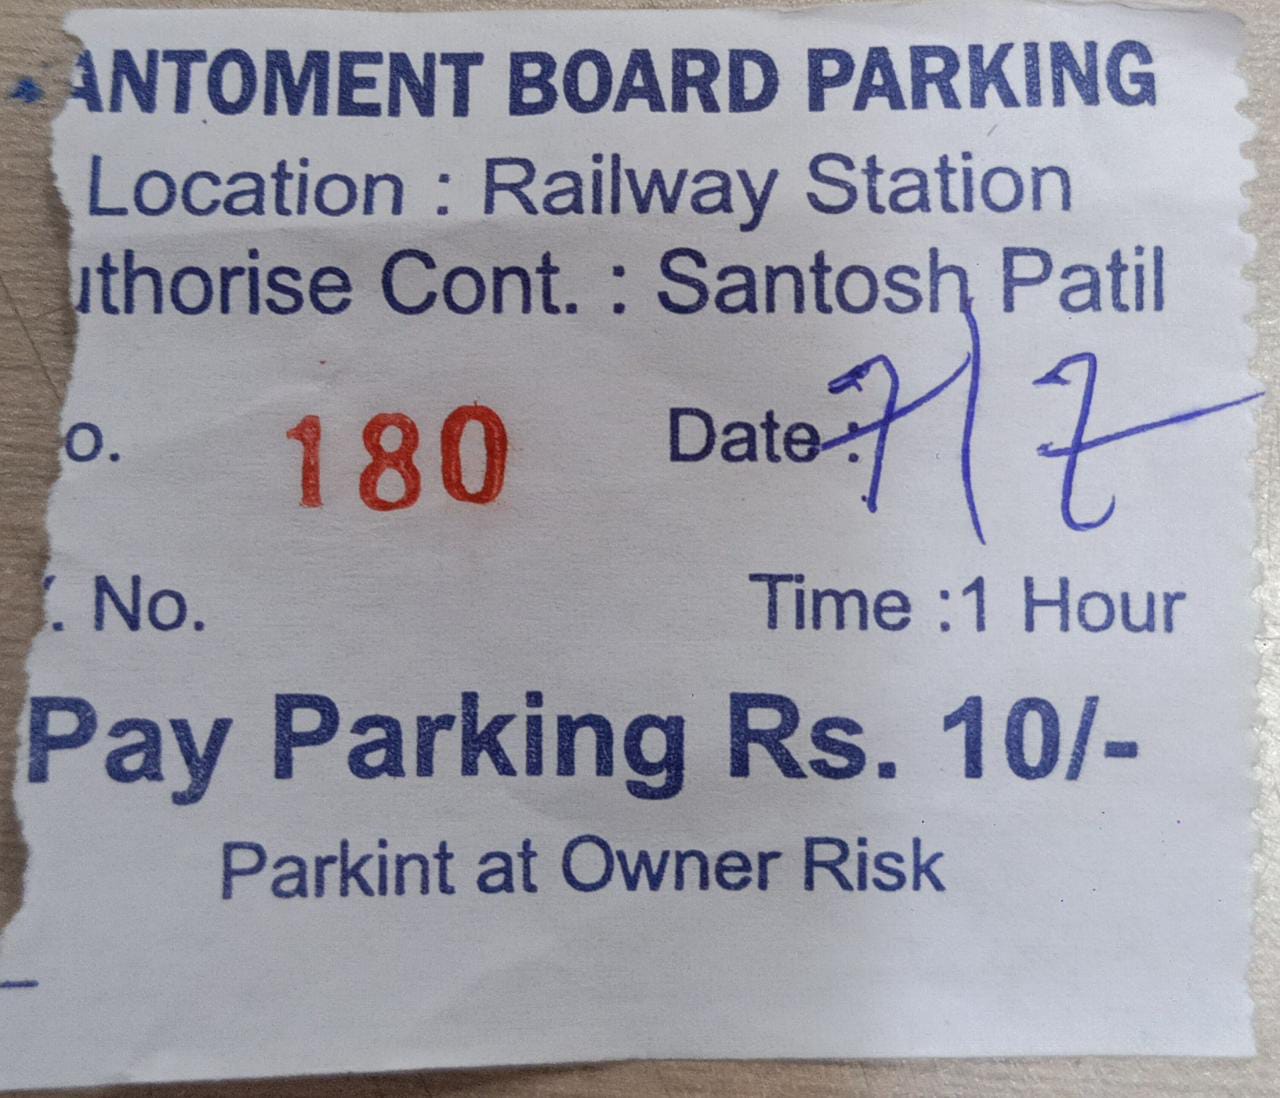 ANTOMENT BOARD PARKING
Location : Railway Station
uthorise Cont. : Santosh Patil
o. 180 Date : 7/7
. No. Time :1 Hour
Pay Parking Rs. 10/-
Parkint at Owner Risk